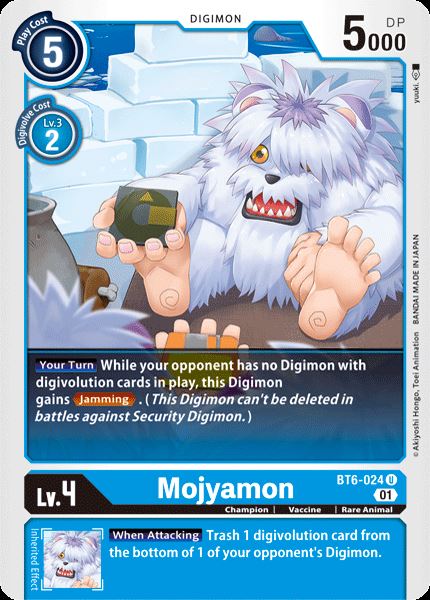 DIGIMON
Play Cost
5
DP
5000
Digivolve Cost
Lv.3
2
yuuki.
Your Turn While your opponent has no Digimon with
digivolution cards in play, this Digimon
gains Jamming. (This Digimon can't be deleted in
battles against Security Digimon.)
© Akiyoshi Hongo, Toei Animation BANDAI MADE IN JAPAN
BT6-024 U
Lv.4
Mojyamon
01
Champion | Vaccine | Rare Animal
Inherited Effect
When Attacking Trash 1 digivolution card from
the bottom of 1 of your opponent's Digimon.